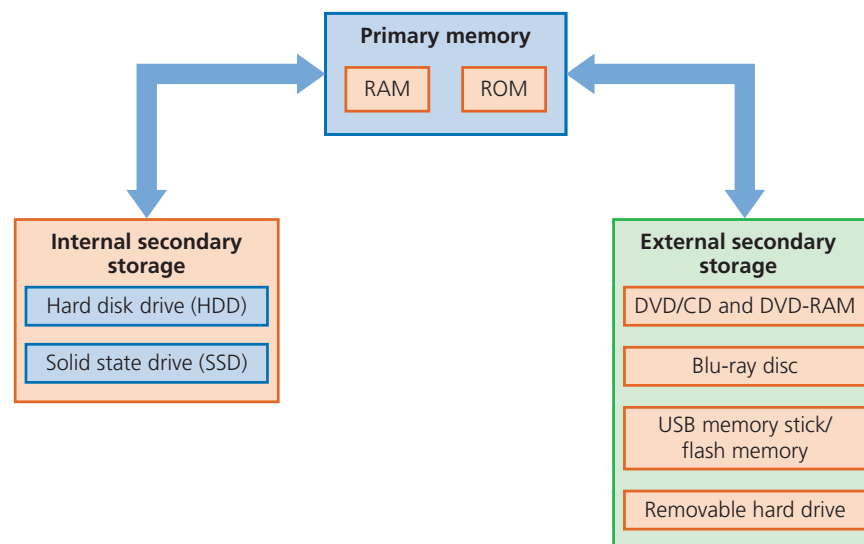 Primary memory
RAM
ROM
Internal secondary
storage
Hard disk drive (HDD)
Solid state drive (SSD)
External secondary
storage
DVD/CD and DVD-RAM
Blu-ray disc
USB memory stick/
flash memory
Removable hard drive